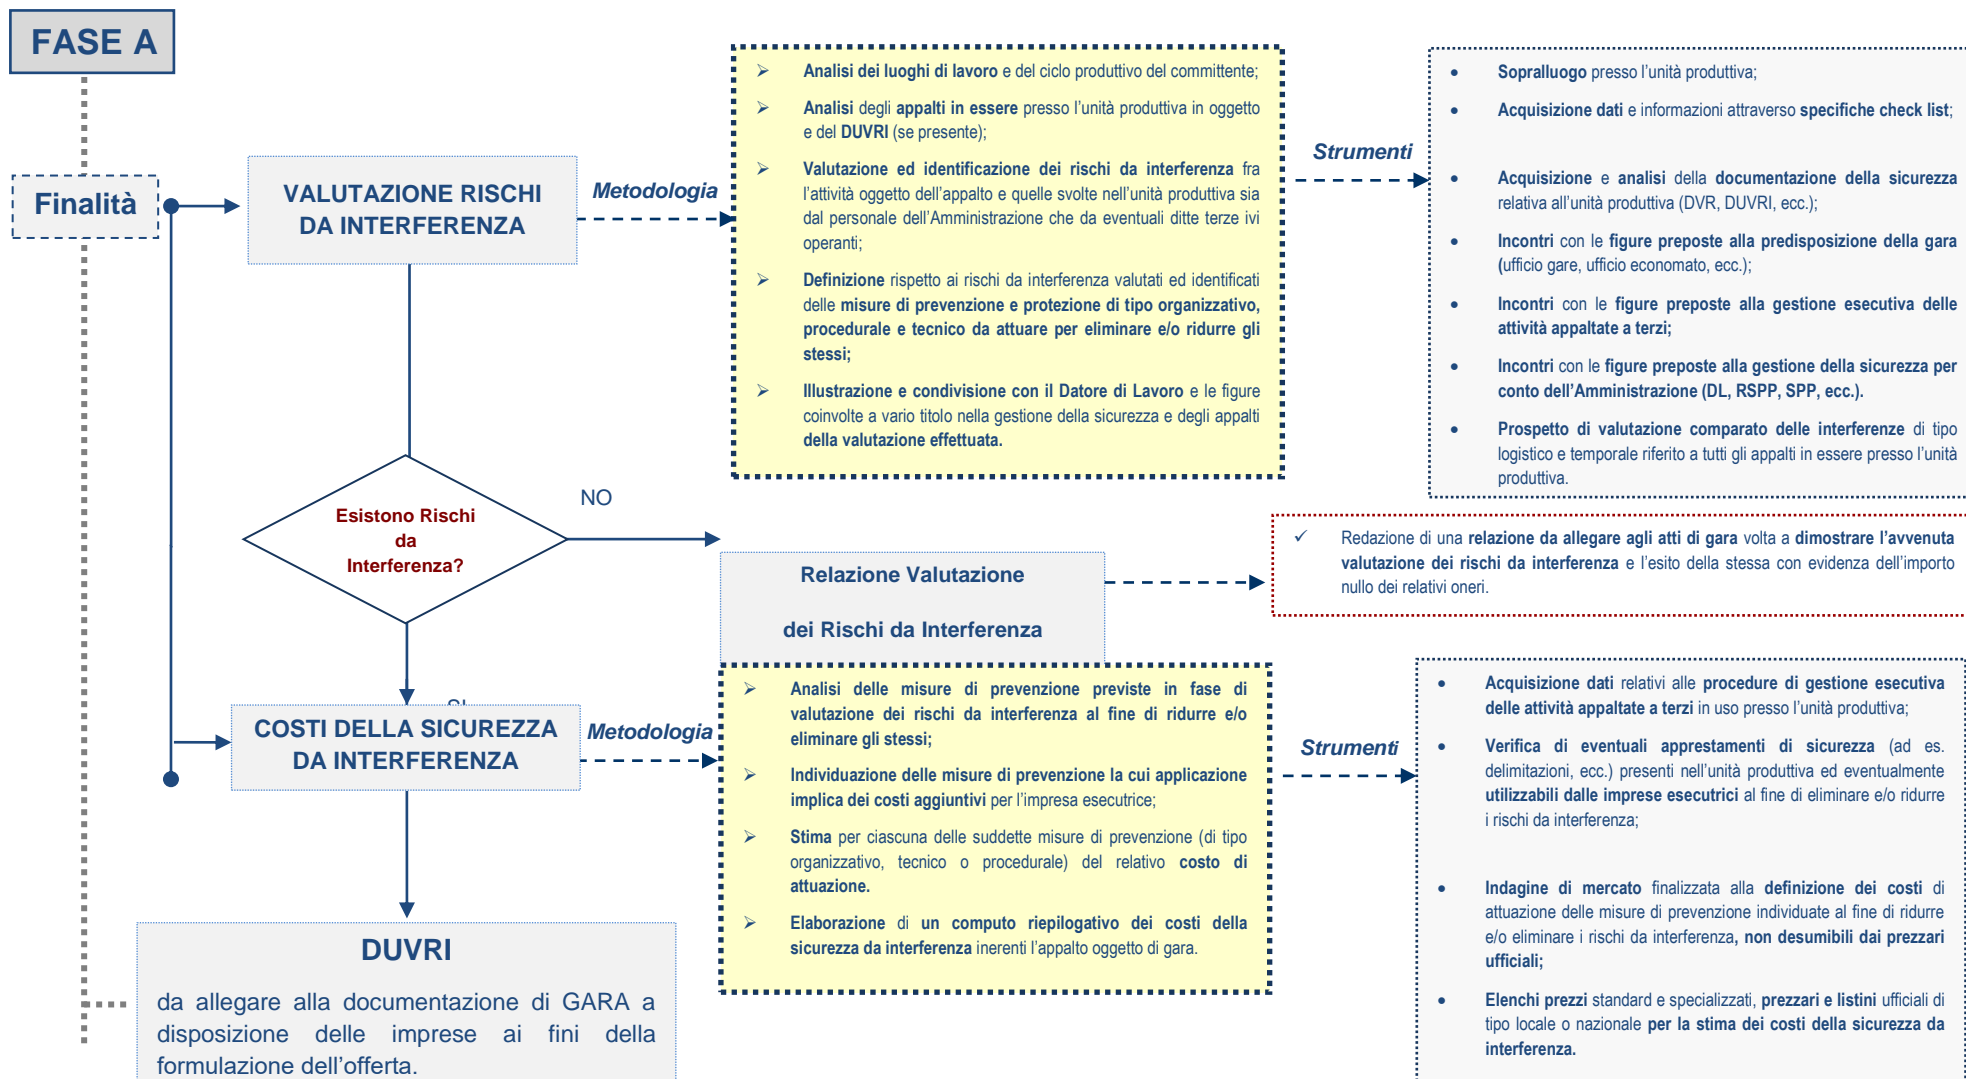 FASE A
Finalità
VALUTAZIONE RISCHI
DA INTERFERENZA
Metodologia
➢ Analisi dei luoghi di lavoro e del ciclo produttivo del committente;
➢ Analisi degli appalti in essere presso l'unità produttiva in oggetto
e del DUVRI (se presente);
➢ Valutazione ed identificazione dei rischi da interferenza fra
l'attività oggetto dell'appalto e quelle svolte nell'unità produttiva sia
dal personale dell'Amministrazione che da eventuali ditte terze ivi
operanti;
➢ Definizione rispetto ai rischi da interferenza valutati ed identificati
delle misure di prevenzione e protezione di tipo organizzativo,
procedurale e tecnico da attuare per eliminare e/o ridurre gli
stessi;
➢ Illustrazione e condivisione con il Datore di Lavoro e le figure
coinvolte a vario titolo nella gestione della sicurezza e degli appalti
della valutazione effettuata.
Strumenti
• Sopralluogo presso l'unità produttiva;
• Acquisizione dati e informazioni attraverso specifiche check list;
• Acquisizione e analisi della documentazione della sicurezza
relativa all'unità produttiva (DVR, DUVRI, ecc.);
• Incontri con le figure preposte alla predisposizione della gara
(ufficio gare, ufficio economato, ecc.);
• Incontri con le figure preposte alla gestione esecutiva delle
attività appaltate a terzi;
• Incontri con le figure preposte alla gestione della sicurezza per
conto dell'Amministrazione (DL, RSPP, SPP, ecc.).
• Prospetto di valutazione comparato delle interferenze di tipo
logistico e temporale riferito a tutti gli appalti in essere presso l'unità
produttiva.
Esistono Rischi
da
Interferenza?
NO
Relazione Valutazione
dei Rischi da Interferenza
✓ Redazione di una relazione da allegare agli atti di gara volta a dimostrare l'avvenuta
valutazione dei rischi da interferenza e l'esito della stessa con evidenza dell'importo
nullo dei relativi oneri.
COSTI DELLA SICUREZZA
DA INTERFERENZA
Metodologia
➢ Analisi delle misure di prevenzione previste in fase di
valutazione dei rischi da interferenza al fine di ridurre e/o
eliminare gli stessi;
➢ Individuazione delle misure di prevenzione la cui applicazione
implica dei costi aggiuntivi per l'impresa esecutrice;
➢ Stima per ciascuna delle suddette misure di prevenzione (di tipo
organizzativo, tecnico o procedurale) del relativo costo di
attuazione.
➢ Elaborazione di un computo riepilogativo dei costi della
sicurezza da interferenza inerenti l'appalto oggetto di gara.
Strumenti
• Acquisizione dati relativi alle procedure di gestione esecutiva
delle attività appaltate a terzi in uso presso l'unità produttiva;
• Verifica di eventuali apprestamenti di sicurezza (ad es.
delimitazioni, ecc.) presenti nell'unità produttiva ed eventualmente
utilizzabili dalle imprese esecutrici al fine di eliminare e/o ridurre
i rischi da interferenza;
• Indagine di mercato finalizzata alla definizione dei costi di
attuazione delle misure di prevenzione individuate al fine di ridurre
e/o eliminare i rischi da interferenza, non desumibili dai prezzari
ufficiali;
• Elenchi prezzi standard e specializzati, prezzari e listini ufficiali di
tipo locale o nazionale per la stima dei costi della sicurezza da
interferenza.
DUVRI
da allegare alla documentazione di GARA a
disposizione delle imprese ai fini della
formulazione dell'offerta.